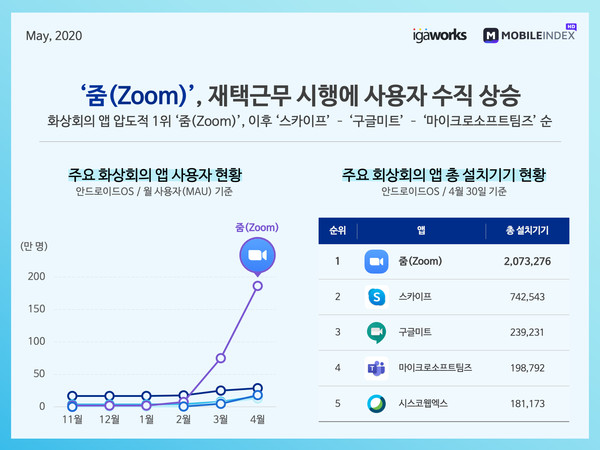 May, 2020
igaworks
M MOBILEINDEX HD
‘줌(Zoom)’, 재택근무 시행에 사용자 수직 상승
화상회의 앱 압도적 1위 ‘줌(Zoom)’, 이후 ‘스카이프’ – ‘구글미트’ – ‘마이크로소프트팀즈’ 순
주요 화상회의 앱 사용자 현황
안드로이드OS / 월 사용자(MAU) 기준
줌(Zoom)
(만 명)
200
150
100
50
0
11월 12월 1월 2월 3월 4월
주요 회상회의 앱 총 설치기기 현황
안드로이드OS / 4월 30일 기준
순위 앱 총 설치기기
1 줌(Zoom) 2,073,276
2 스카이프 742,543
3 구글미트 239,231
4 마이크로소프트팀즈 198,792
5 시스코웹엑스 181,173